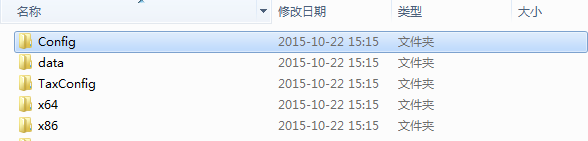 名称 修改日期 类型 大小
Config 2015-10-22 15:15 文件夹
data 2015-10-22 15:15 文件夹
TaxConfig 2015-10-22 15:15 文件夹
x64 2015-10-22 15:15 文件夹
x86 2015-10-22 15:15 文件夹